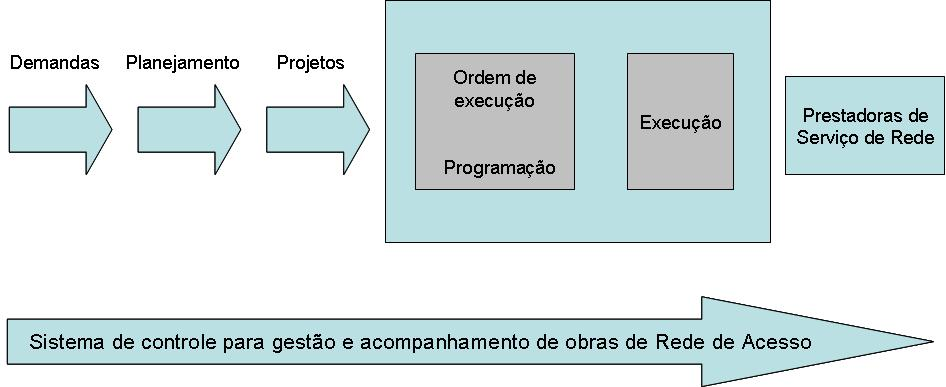 Demandas
Planejamento
Projetos
Ordem de
execução
Programação
Execução
Prestadoras de
Serviço de Rede
Sistema de controle para gestão e acompanhamento de obras de Rede de Acesso